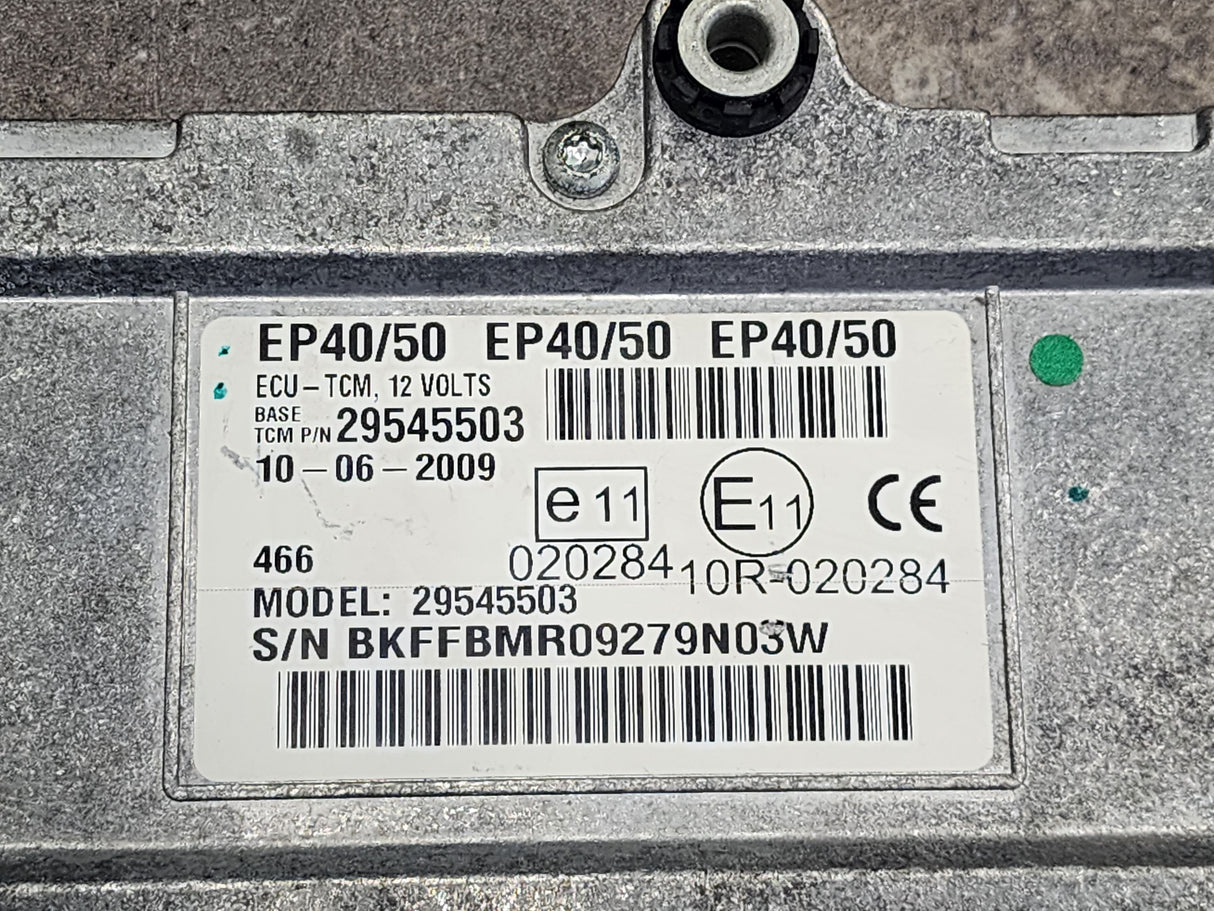 EP40/50 EP40/50 EP40/50
ECU-TCM, 12 VOLTS
BASE
TCM P/N 29545503
10-06-2009
e11
E11
CE
020284
10R-020284
466
MODEL: 29545503
S/N BKFFBMR09279N03W